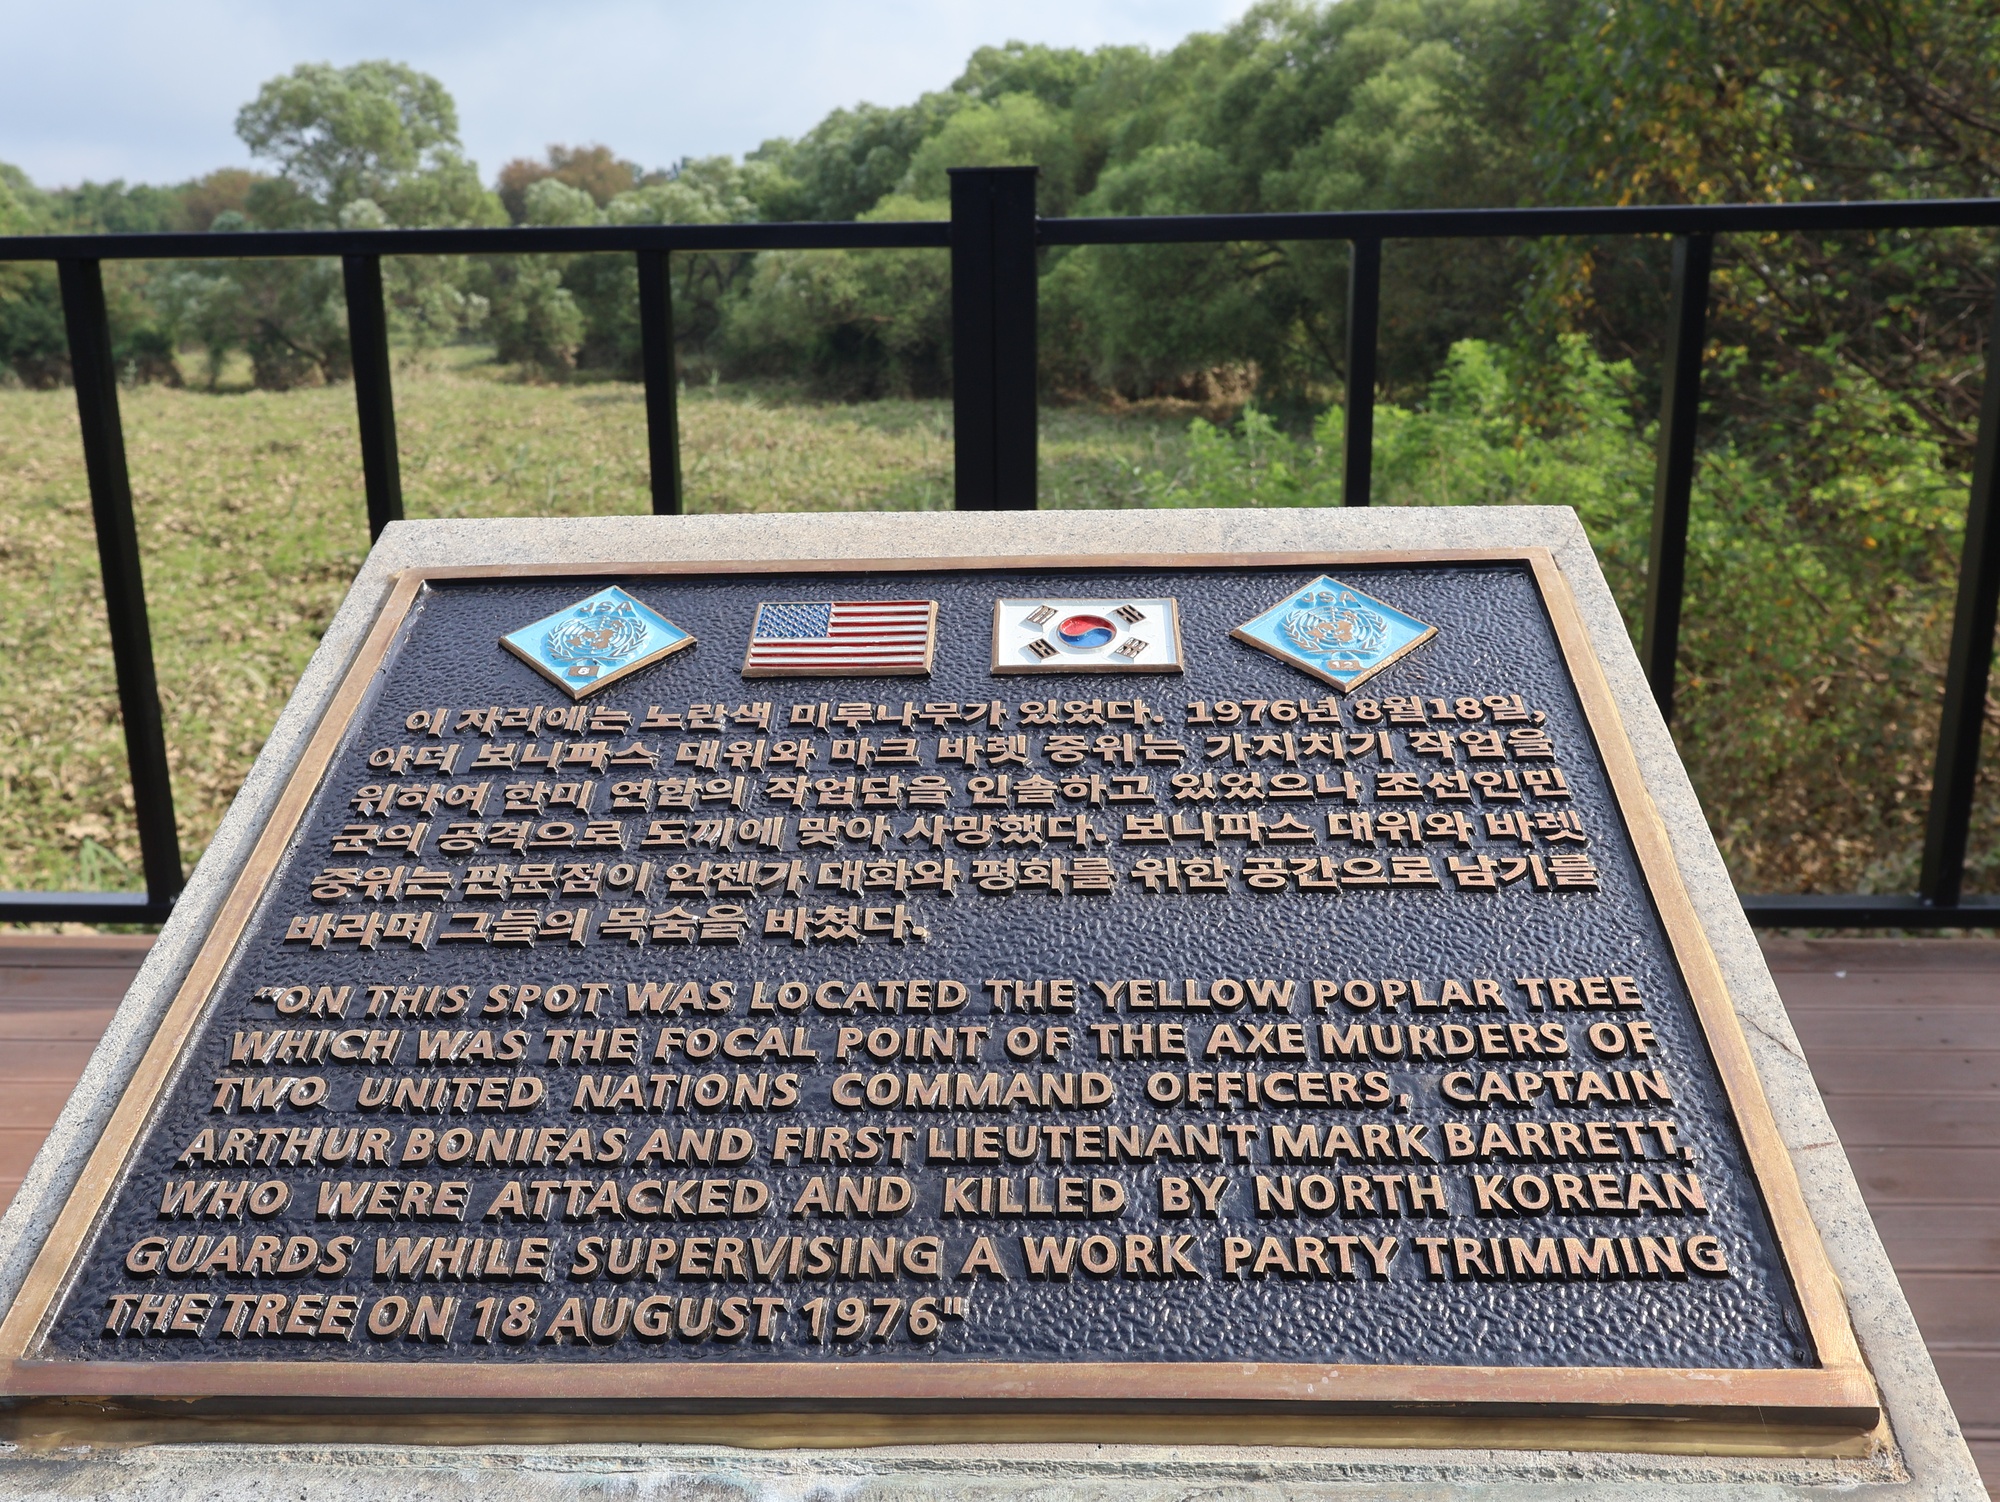 JSA
6
JSA
12
이 자리에는 노란색 미루나무가 있었다. 1976년 8월18일,
아더 보니파스 대위와 마크 바렛 중위는 가지치기 작업을
위하여 한미 연합의 작업단을 인솔하고 있었으나 조선인민
군의 공격으로 도끼에 맞아 사망했다. 보니파스 대위와 바렛
중위는 판문점이 언젠가 대화와 평화를 위한 공간으로 남기를
바라며 그들의 목숨을 바쳤다.
"ON THIS SPOT WAS LOCATED THE YELLOW POPLAR TREE
WHICH WAS THE FOCAL POINT OF THE AXE MURDERS OF
TWO UNITED NATIONS COMMAND OFFICERS, CAPTAIN
ARTHUR BONIFAS AND FIRST LIEUTENANT MARK BARRETT,
WHO WERE ATTACKED AND KILLED BY NORTH KOREAN
GUARDS WHILE SUPERVISING A WORK PARTY TRIMMING
THE TREE ON 18 AUGUST 1976"